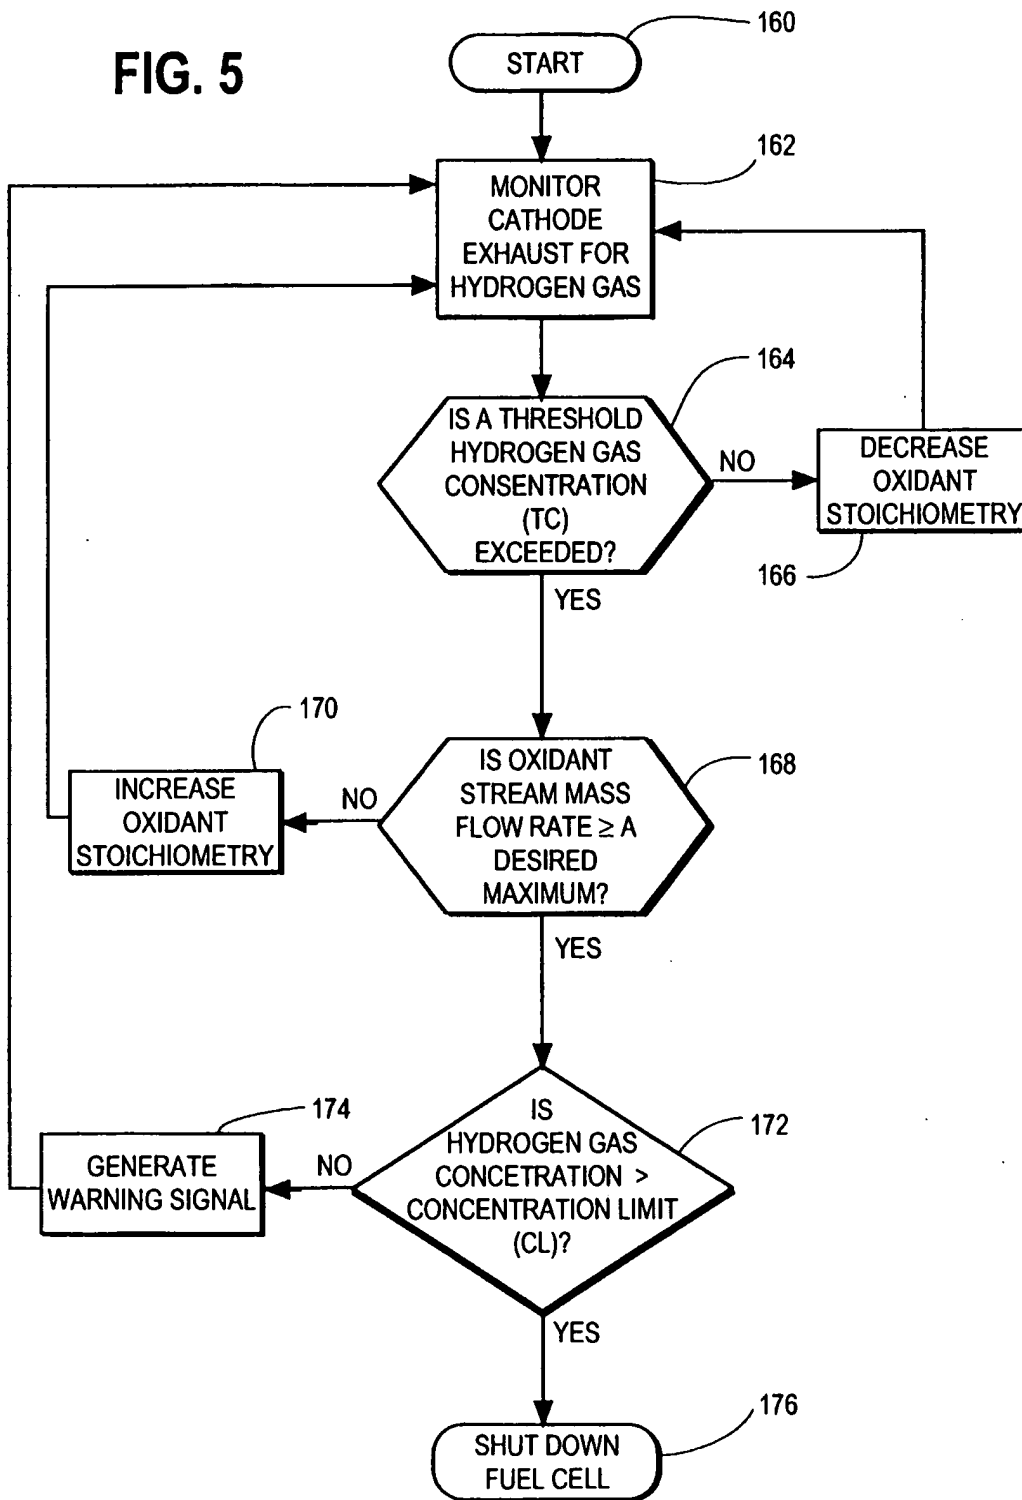 FIG. 5
160
START
162
MONITOR
CATHODE
EXHAUST FOR
HYDROGEN GAS
164
IS A THRESHOLD
HYDROGEN GAS
CONSENTRATION
(TC)
EXCEEDED?
NO
DECREASE
OXIDANT
STOICHIOMETRY
166
YES
170
INCREASE
OXIDANT
STOICHIOMETRY
NO
IS OXIDANT
STREAM MASS
FLOW RATE ≥ A
DESIRED
MAXIMUM?
168
YES
174
GENERATE
WARNING SIGNAL
NO
IS
HYDROGEN GAS
CONCETRATION >
CONCENTRATION LIMIT
(CL)?
172
YES
176
SHUT DOWN
FUEL CELL